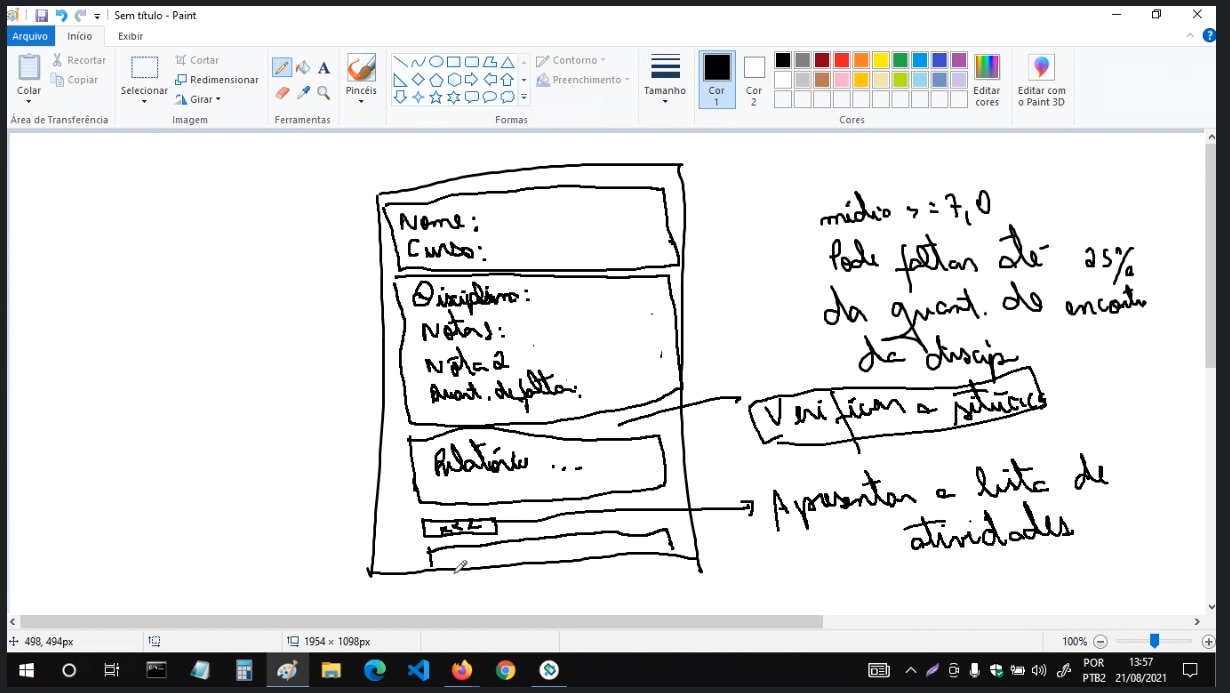 Sem título - Paint
Arquivo
Início
Exibir
Colar
Recortar
Copiar
Área de Transferência
Selecionar
Cortar
Redimensionar
Girar
Imagem
A
Ferramentas
Pincéis
Formas
Contorno
Preenchimento
Tamanho
Cor
1
Cor
2
Cores
Editar
cores
Editar com
o Paint 3D
Nome:
Curso:
Disciplina:
Nota 1:
Nota 2
Quant. de faltas:
Relatório ...
média >= 7,0
Pode faltar até 25%
da quant. de encontro
da discip
Verificar a situação
Apresentar a lista de
atividades
498, 494px
1954 × 1098px
100%
POR
PTB2
13:57
21/08/2021